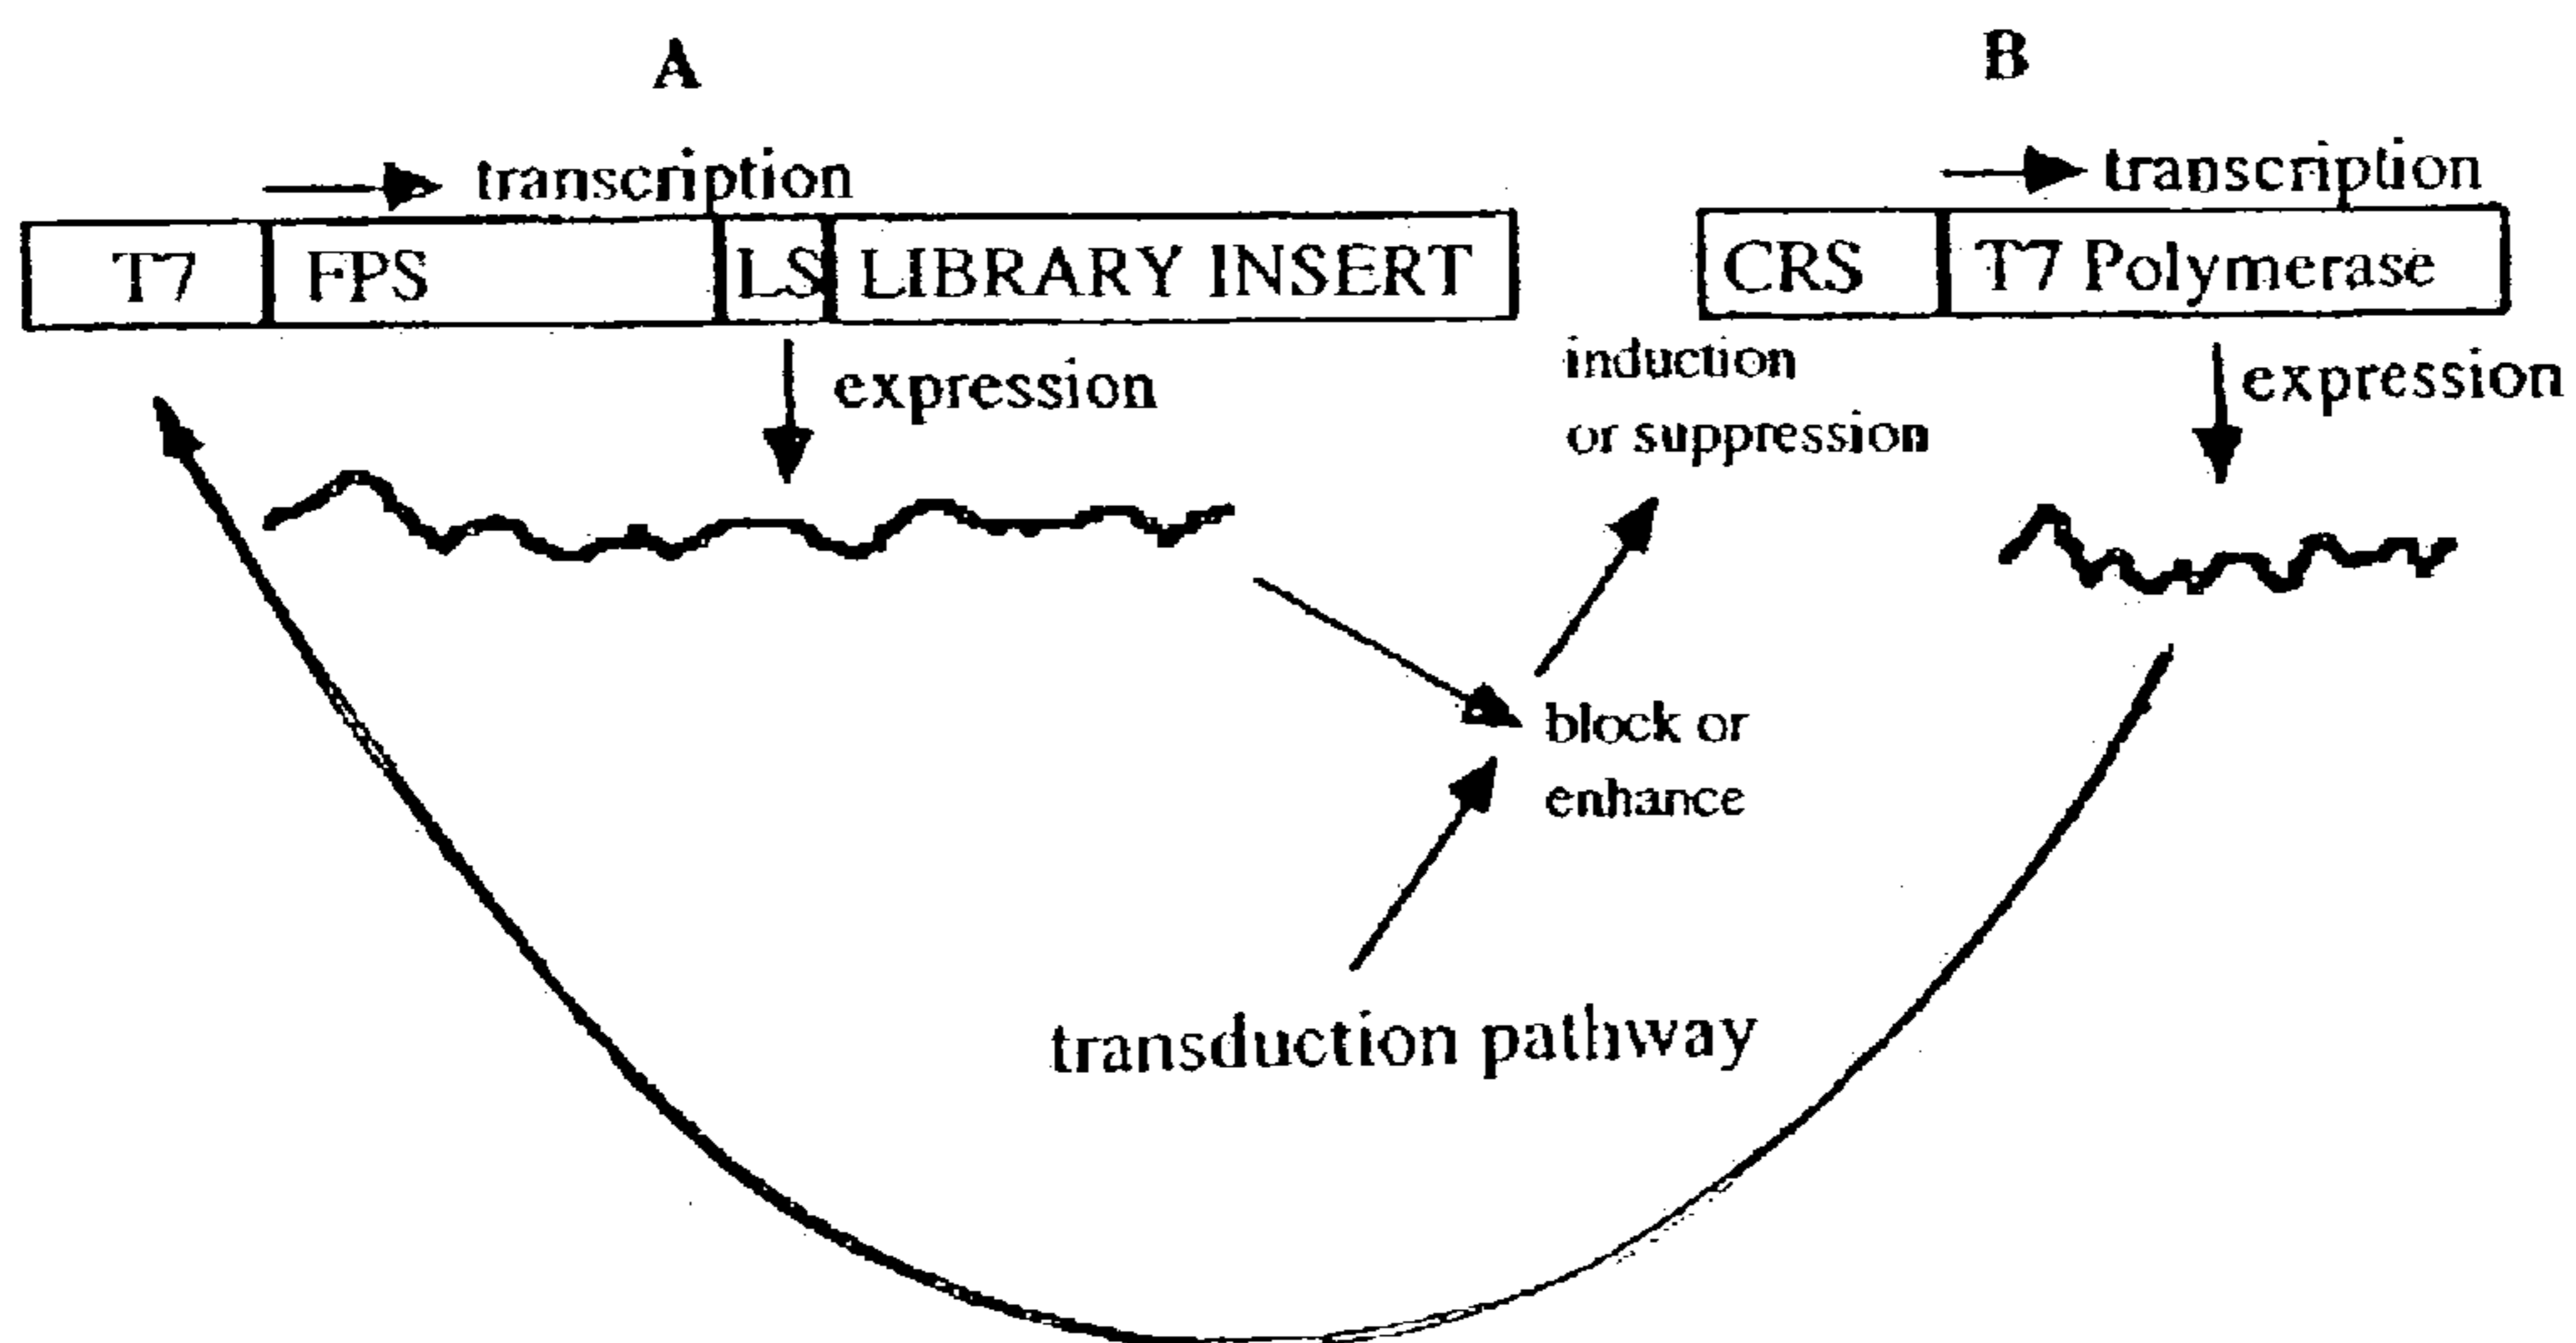 A
B
transcription
transcription
T7 FPS LS LIBRARY INSERT
CRS T7 Polymerase
expression
induction
or suppression
expression
block or
enhance
transduction pathway